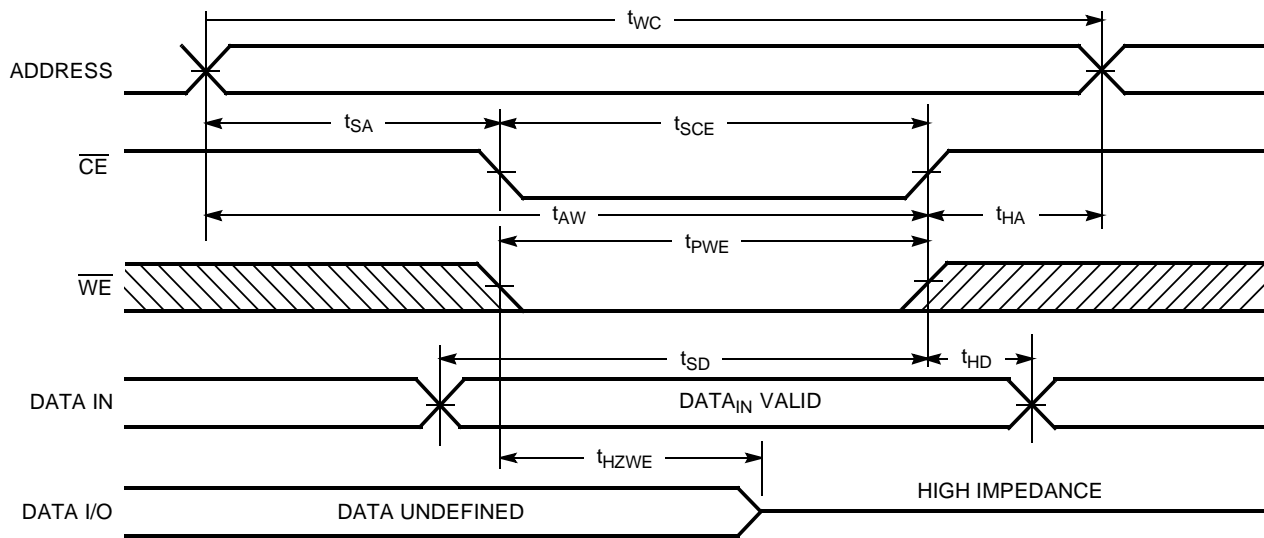 tWC
ADDRESS
tSA
tSCE
CE
tAW
tHA
tPWE
WE
tSD
tHD
DATA IN
DATAIN VALID
tHZWE
HIGH IMPEDANCE
DATA I/O
DATA UNDEFINED